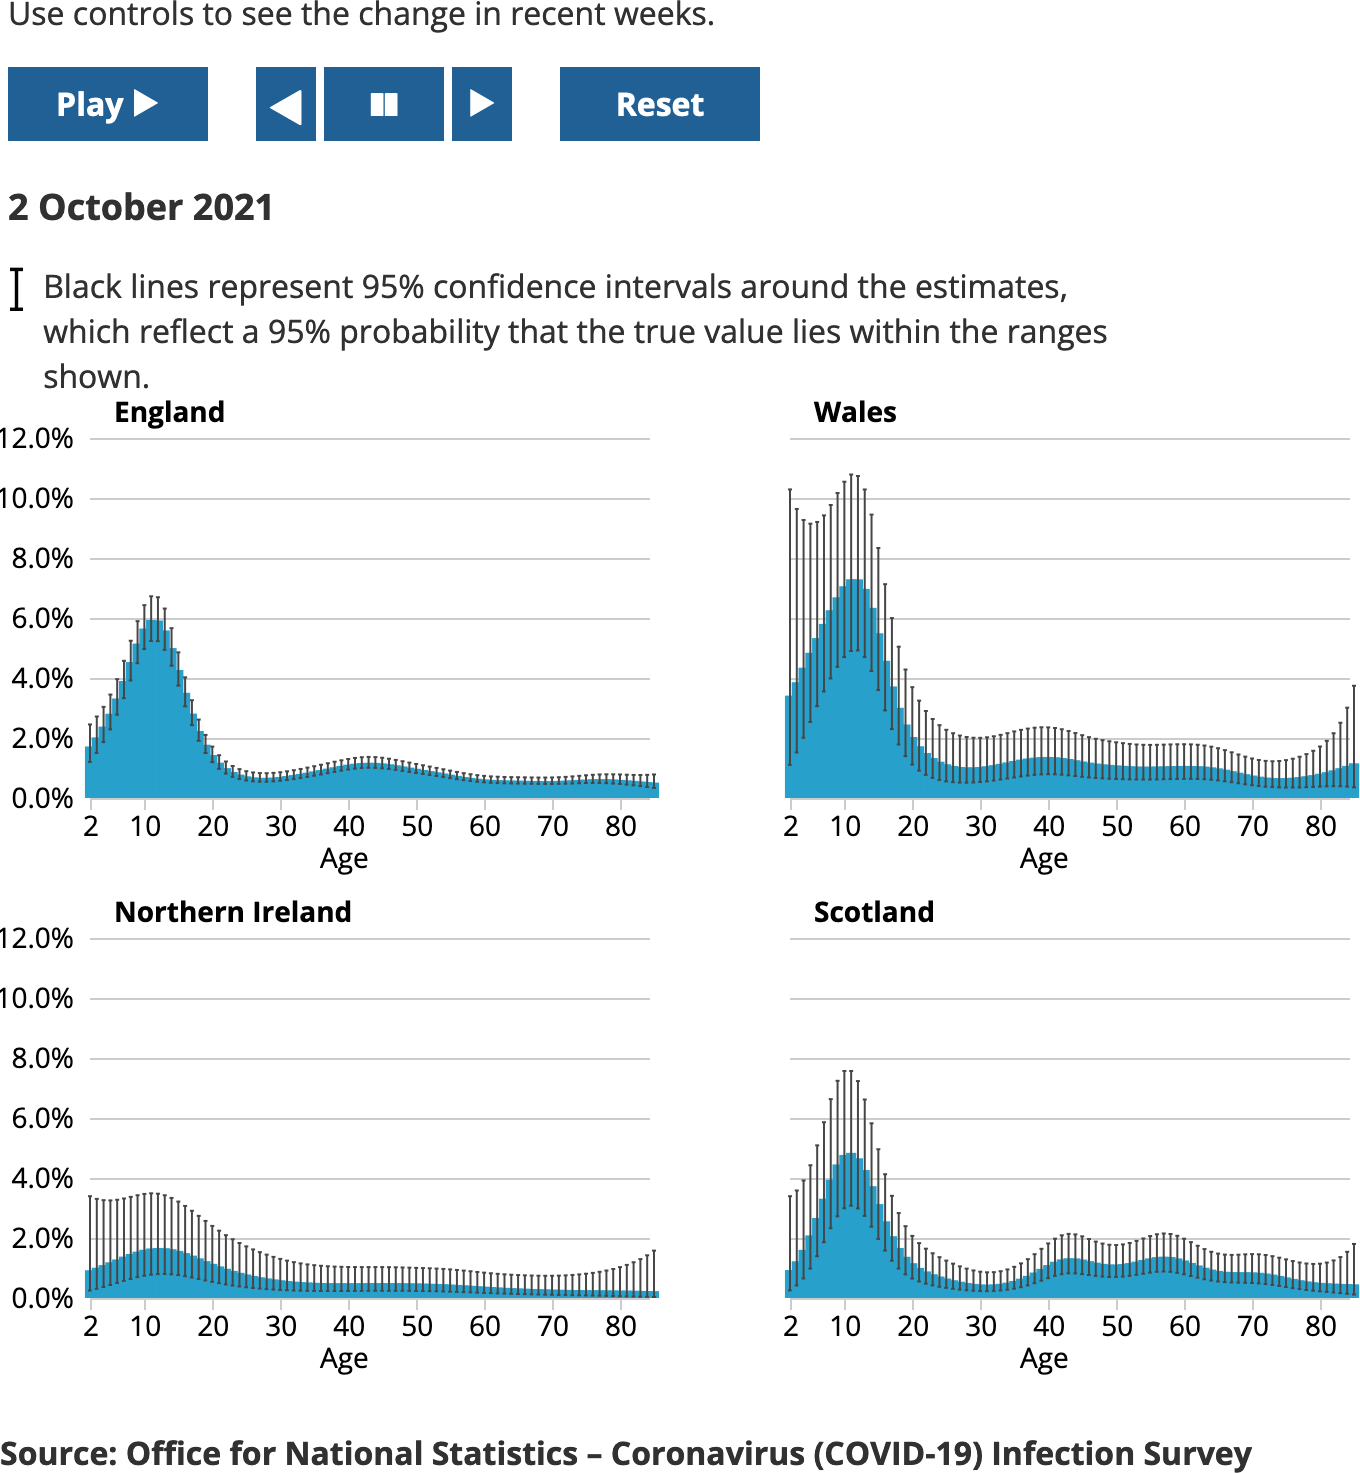 Use controls to see the change in recent weeks.
Play
Reset
2 October 2021
Black lines represent 95% confidence intervals around the estimates,
which reflect a 95% probability that the true value lies within the ranges
shown.
England
12.0%
10.0%
8.0%
6.0%
4.0%
2.0%
0.0%
2 10 20 30 40 50 60 70 80
Age
Wales
2 10 20 30 40 50 60 70 80
Age
Northern Ireland
12.0%
10.0%
8.0%
6.0%
4.0%
2.0%
0.0%
2 10 20 30 40 50 60 70 80
Age
Scotland
2 10 20 30 40 50 60 70 80
Age
Source: Office for National Statistics – Coronavirus (COVID-19) Infection Survey